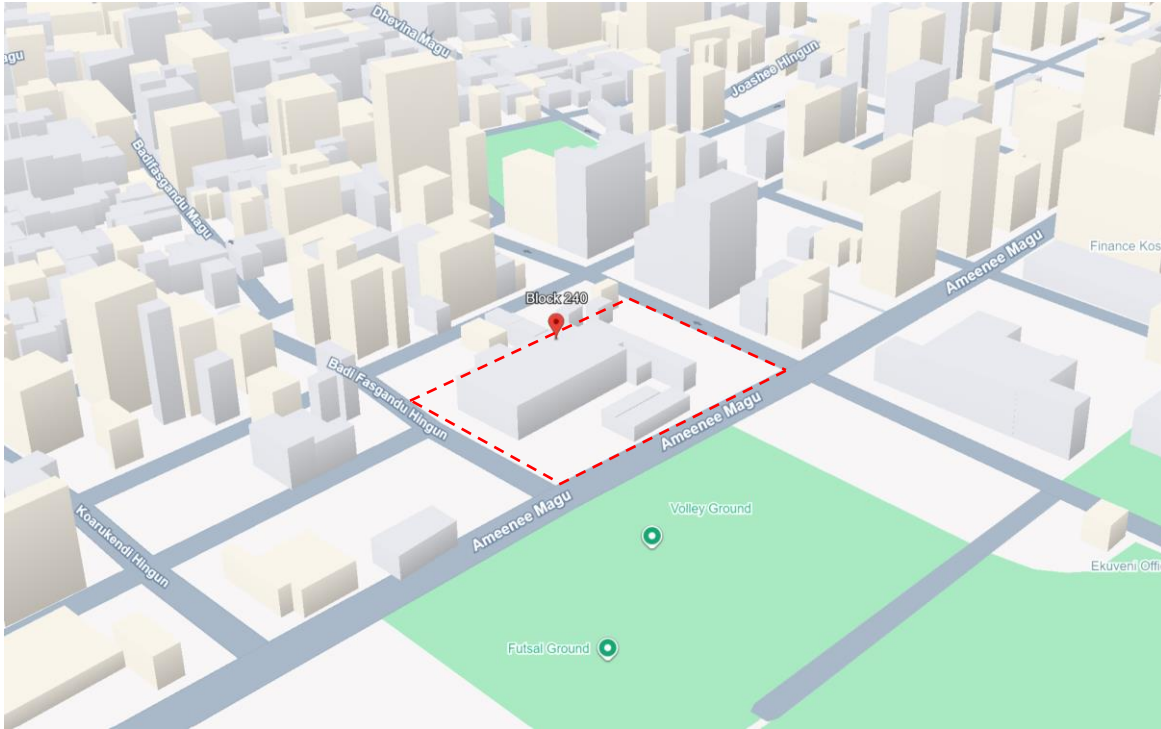 Dhevina Magu
agu
Joashee Hingun
Badifasgandu Magu
Finance Kos
Ameenee Magu
Block 240
Badi Fasgandu Hingun
Ameenee Magu
Ameenee Magu
Volley Ground
Koarukendi Hingun
Ekuveni Offi
Futsal Ground